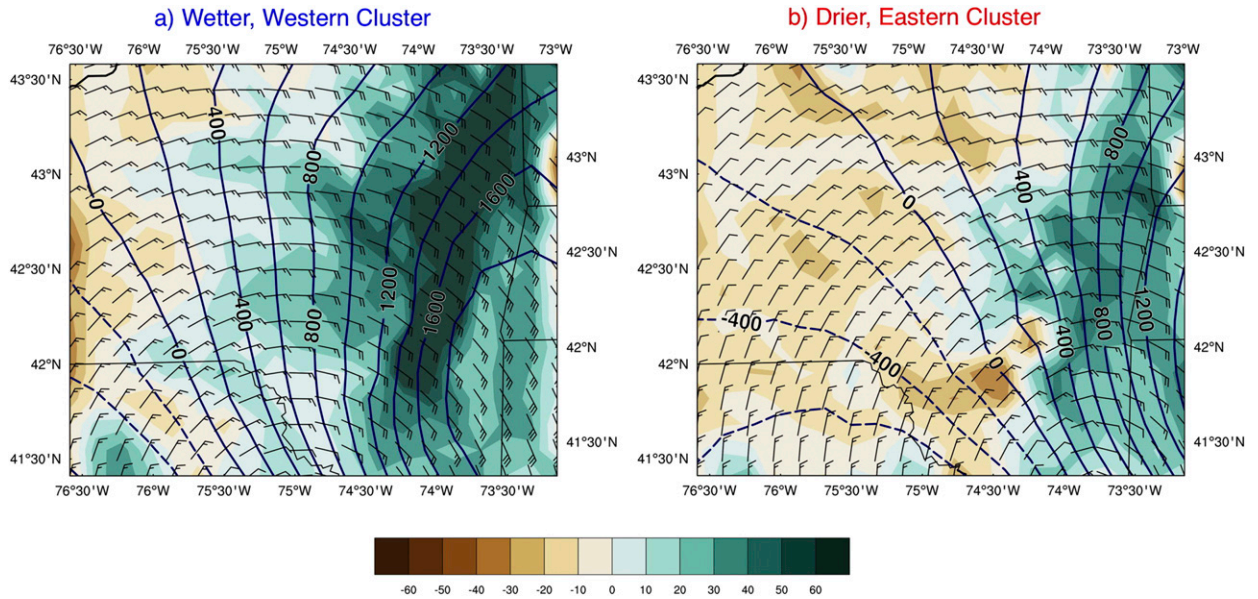 a) Wetter, Western Cluster
b) Drier, Eastern Cluster
76°30'W 76°W 75°30'W 75°W 74°30'W 74°W 73°30'W 73°W
76°30'W 76°W 75°30'W 75°W 74°30'W 74°W 73°30'W 73°W
43°30'N
43°N
42°30'N
42°N
41°30'N
400
1200
800
0
1600
1200
400
800
1600
0
43°N
42°30'N
42°N
41°30'N
43°30'N
43°N
42°30'N
42°N
41°30'N
800
400
0
1200
-400
800
400
-400
0
43°N
42°30'N
42°N
41°30'N
76°30'W 76°W 75°30'W 75°W 74°30'W 74°W 73°30'W
76°30'W 76°W 75°30'W 75°W 74°30'W 74°W 73°30'W
-60 -50 -40 -30 -20 -10 0 10 20 30 40 50 60